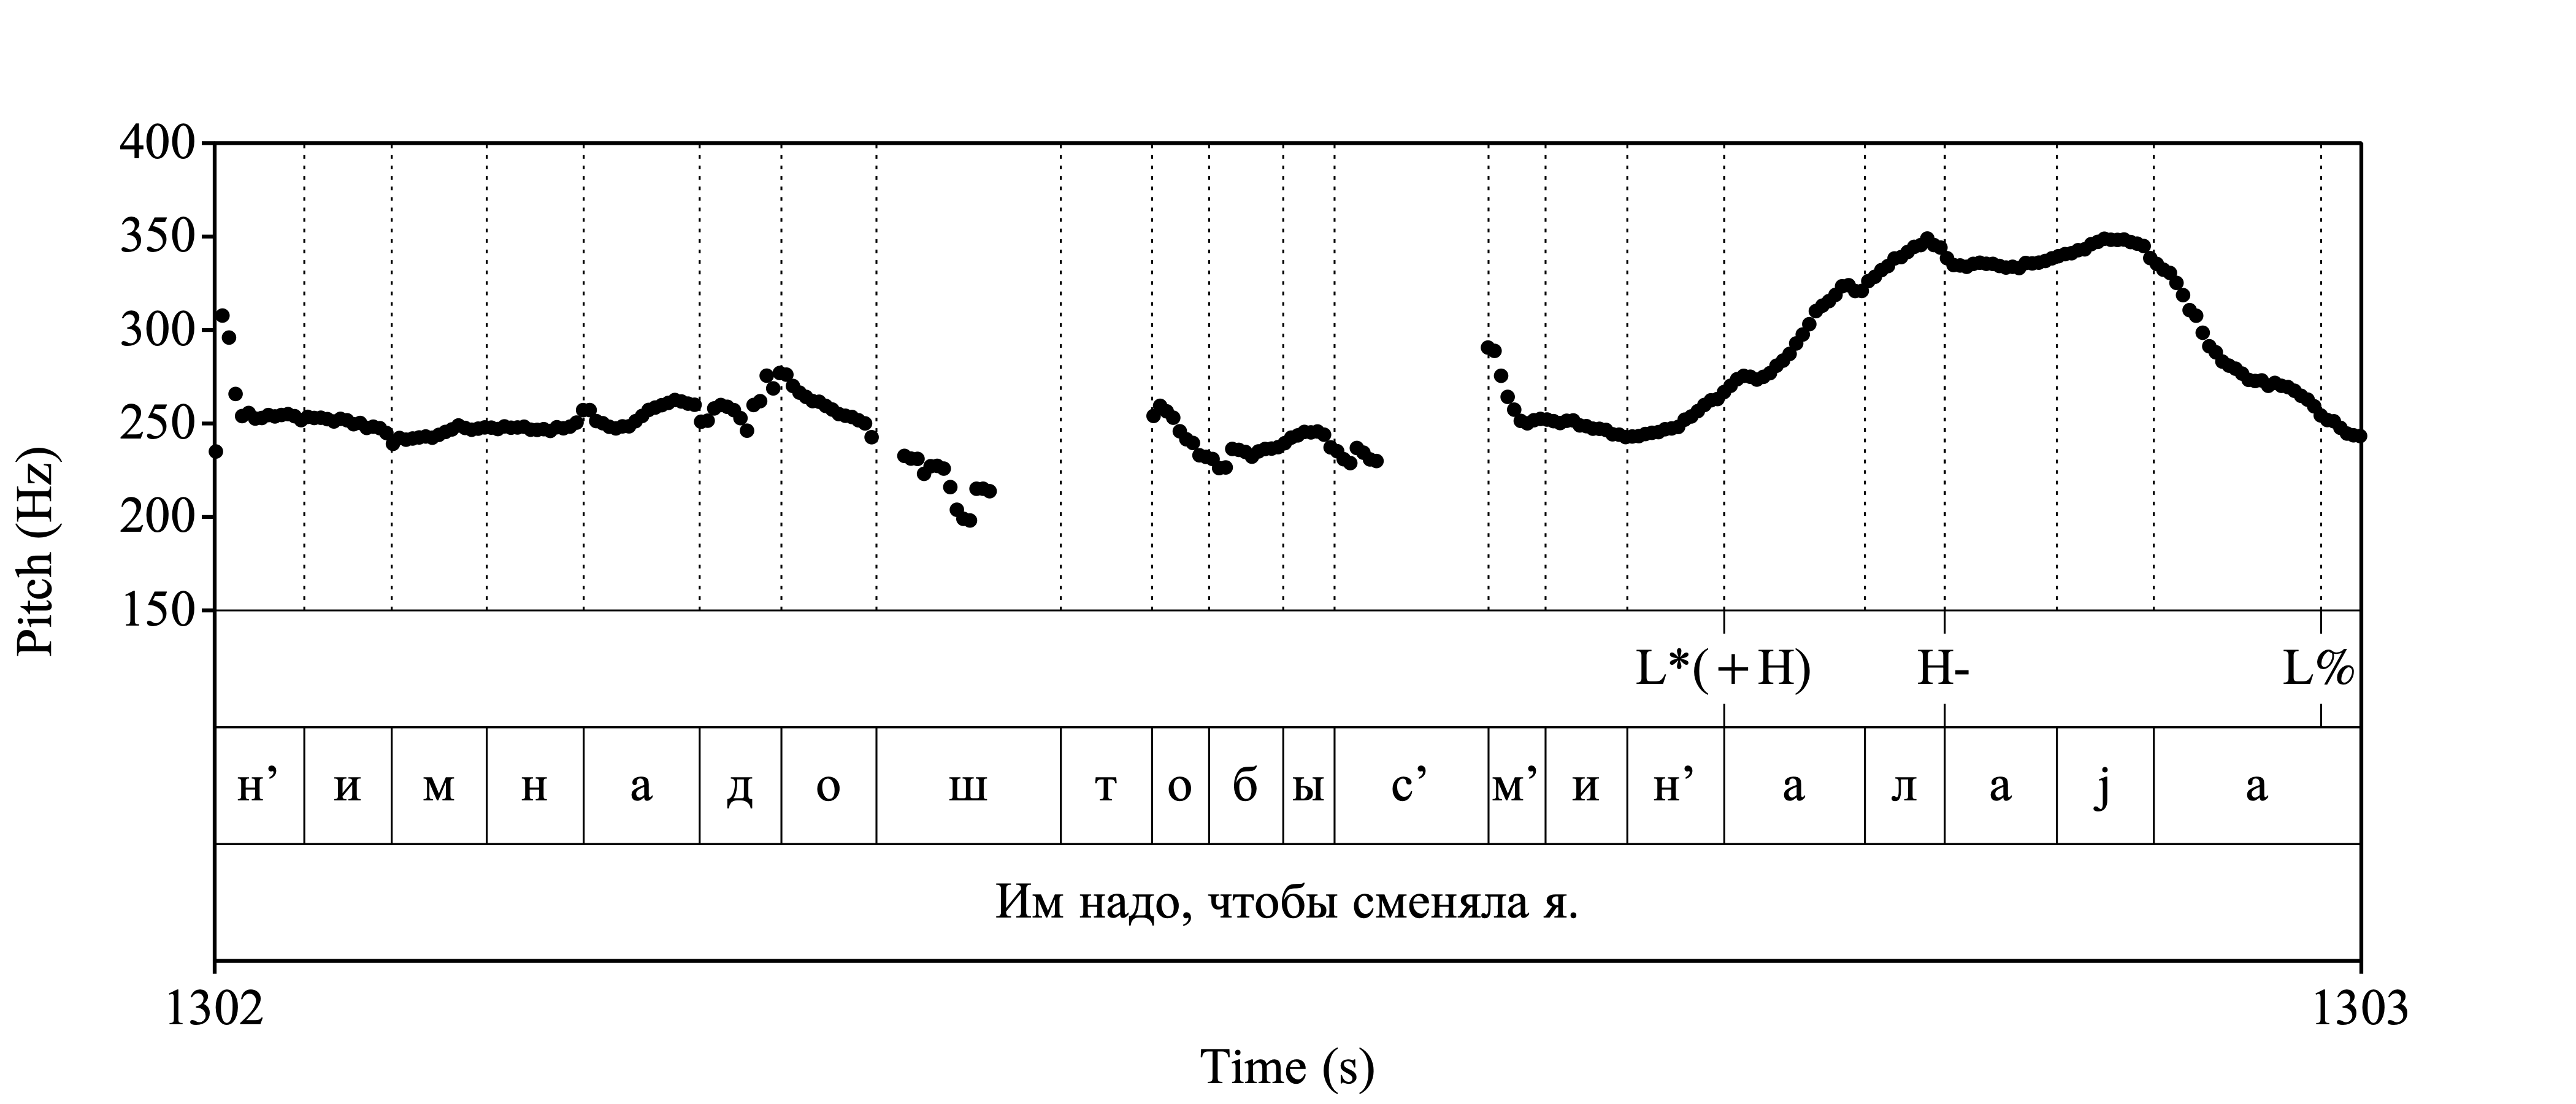 400
350
300
250
200
150
Pitch (Hz)
L*(+H) H- L%
н’ и м н а д о ш т о б ы с’ м’ и н’ а л а j а
Им надо, чтобы сменяла я.
1302 1303
Time (s)